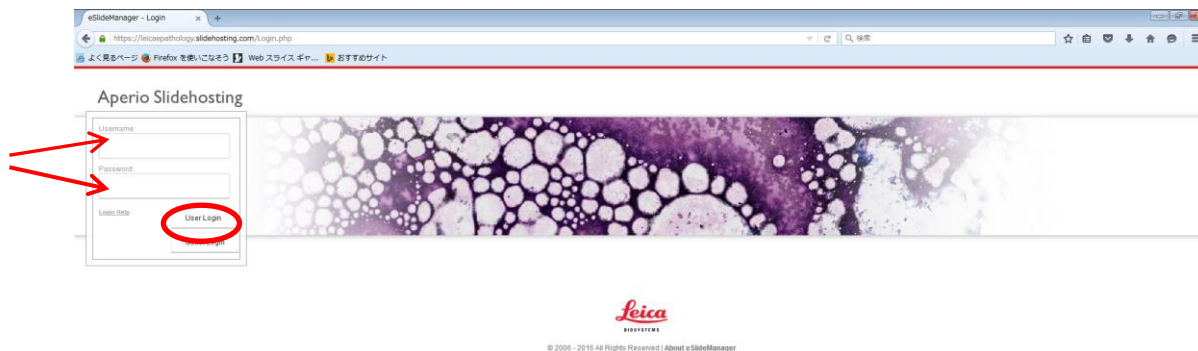 eSlideManager - Login
https://leicaepathology.slidehosting.com/Login.php
検索
よく見るページ Firefox を使いこなそう Web スライス ギャ... おすすめサイト
Aperio Slidehosting
Username:
Password:
Login Help
User Login
Leica
BIOSYSTEMS
© 2006 - 2016 All Rights Reserved | About eSlideManager